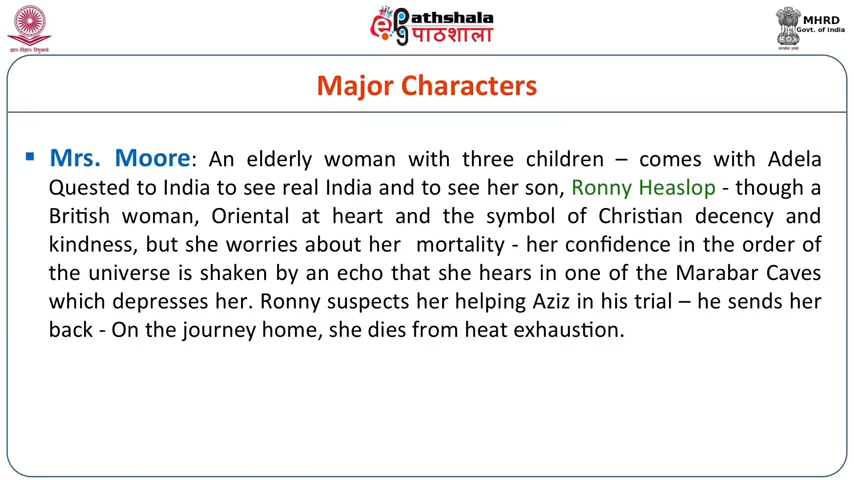 ज्ञान-विज्ञान विमुक्तये
epathshala
पाठशाला
MHRD
Govt. of India
सत्यमेव जयते
Major Characters
▪ Mrs. Moore: An elderly woman with three children – comes with Adela
Quested to India to see real India and to see her son, Ronny Heaslop - though a
British woman, Oriental at heart and the symbol of Christian decency and
kindness, but she worries about her mortality - her confidence in the order of
the universe is shaken by an echo that she hears in one of the Marabar Caves
which depresses her. Ronny suspects her helping Aziz in his trial – he sends her
back - On the journey home, she dies from heat exhaustion.